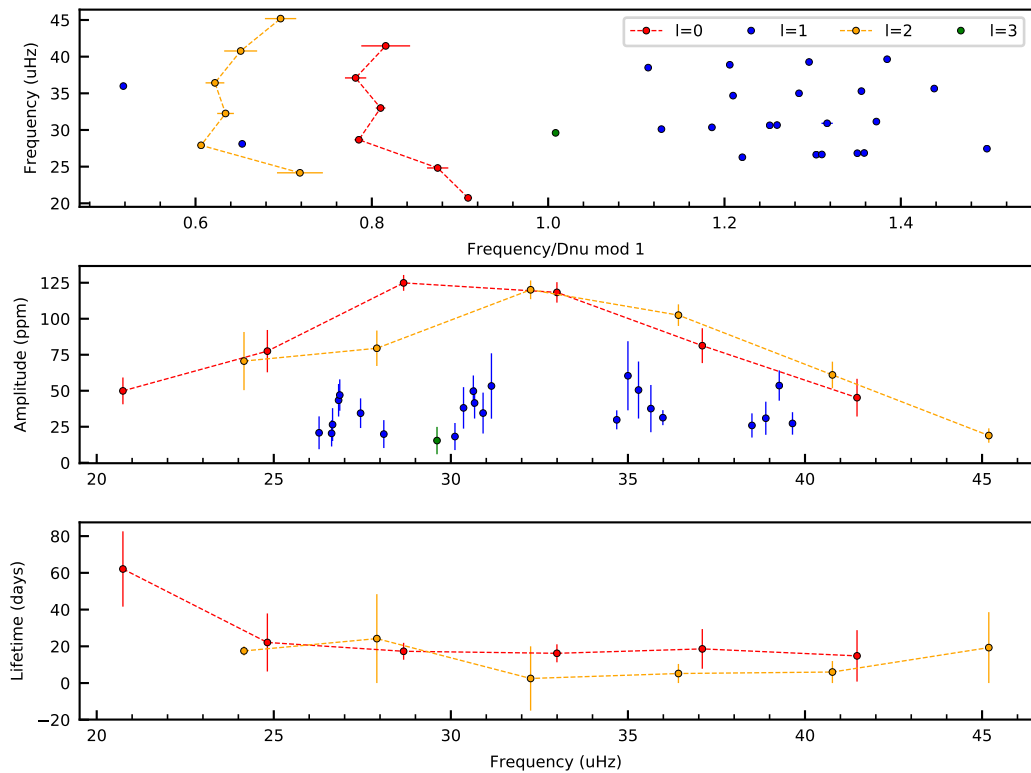 45
40
35
30
25
20
Frequency (uHz)
l=0 l=1 l=2 l=3
0.6 0.8 1.0 1.2 1.4
Frequency/Dnu mod 1
125
100
75
50
25
0
Amplitude (ppm)
20 25 30 35 40 45
80
60
40
20
0
−20
Lifetime (days)
20 25 30 35 40 45
Frequency (uHz)